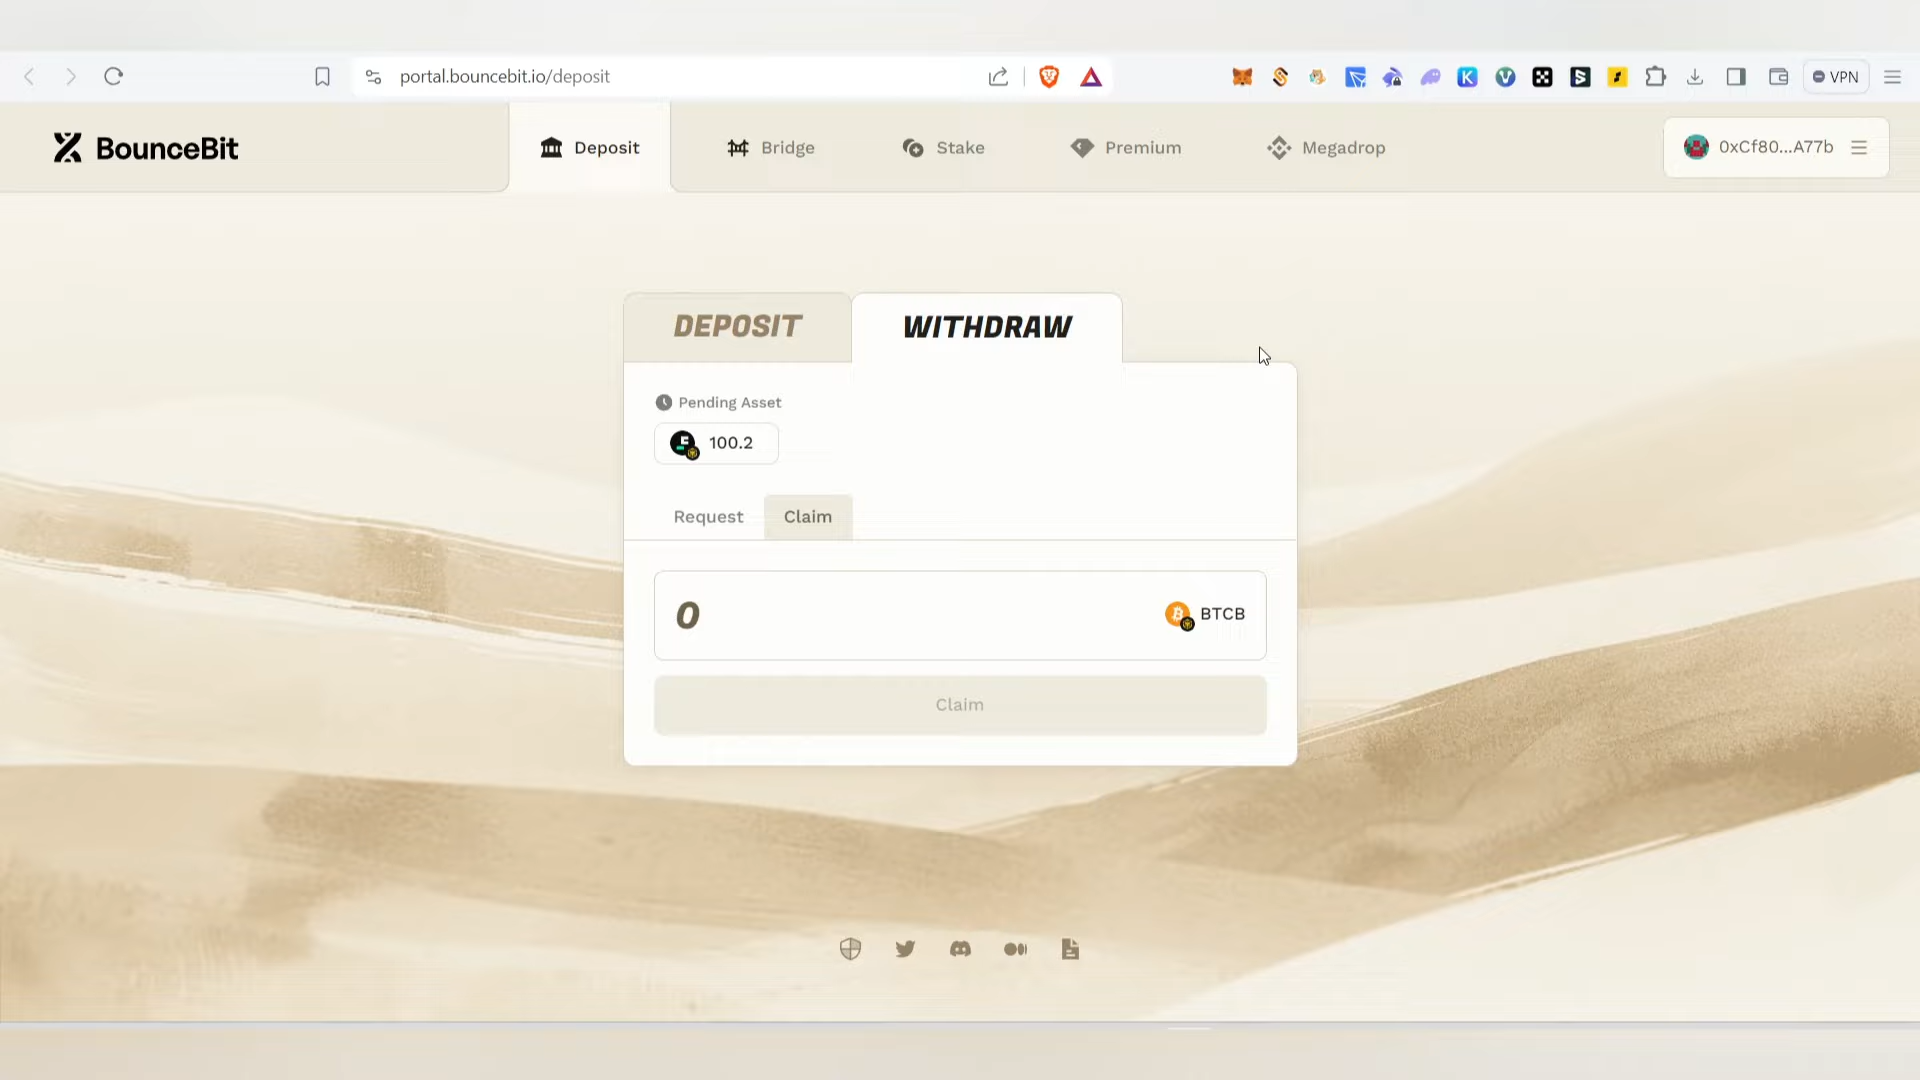 portal.bouncebit.io/deposit
VPN
BounceBit
Deposit
Bridge
Stake
Premium
Megadrop
0xCf80...A77b
DEPOSIT
WITHDRAW
Pending Asset
100.2
Request
Claim
0
BTCB
Claim